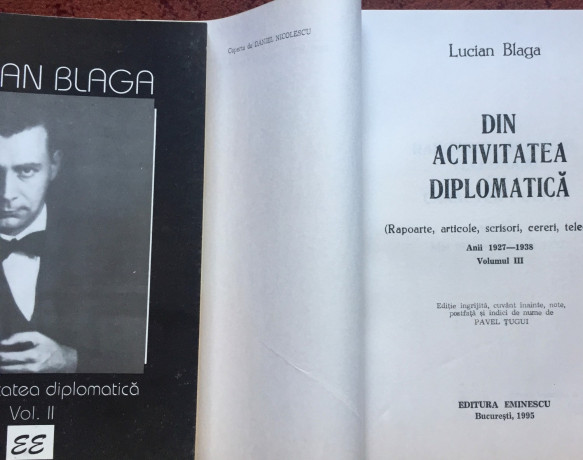 AN BLAGA
tatea diplomatică
Vol. II
EE
Coperta de DANIEL NICOLESCU
Lucian Blaga
DIN
ACTIVITATEA
DIPLOMATICĂ
(Rapoarte, articole, scrisori, cereri, tele
Anii 1927—1938
Volumul III
Ediție îngrijită, cuvânt înainte, note,
postfață și indici de nume de
PAVEL ȚUGUI
EDITURA EMINESCU
București, 1995